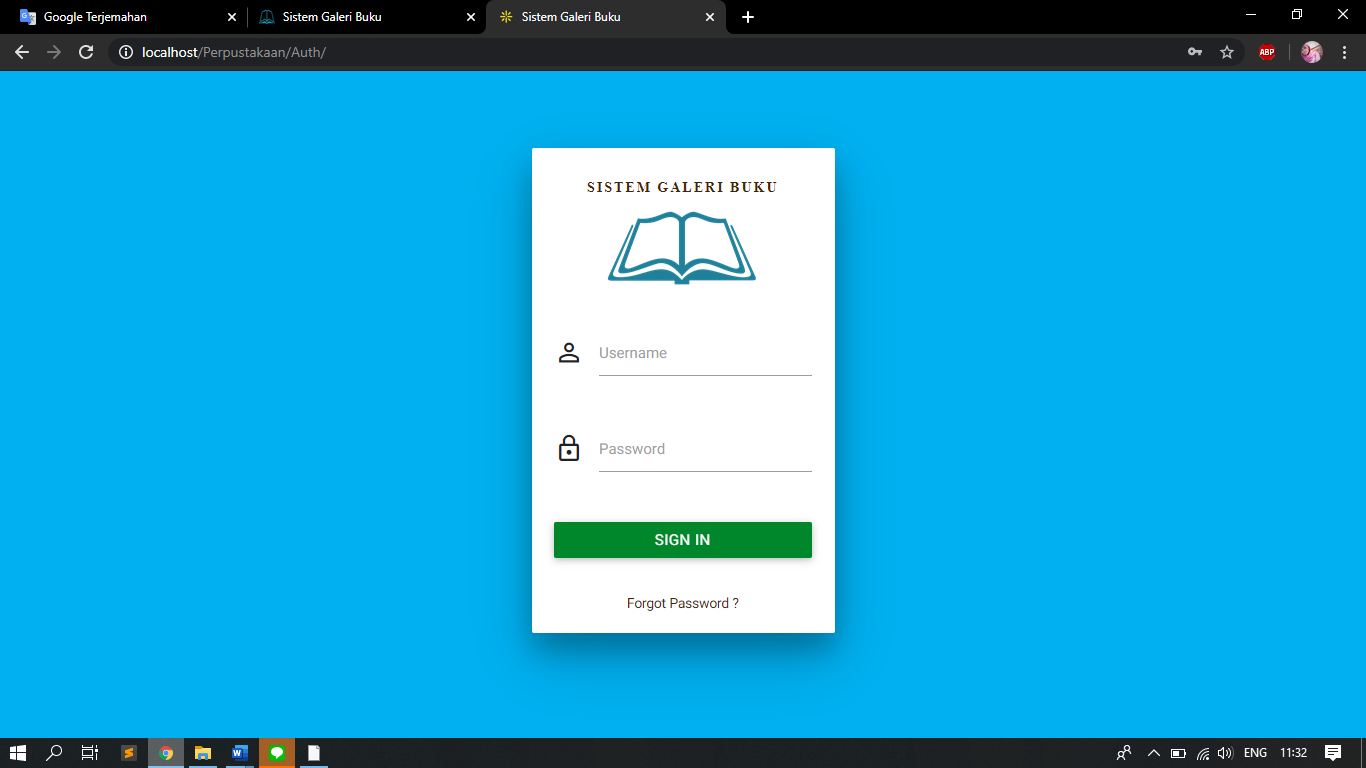 Google Terjemahan
Sistem Galeri Buku
Sistem Galeri Buku
localhost/Perpustakaan/Auth/
ABP
SISTEM GALERI BUKU
Username
Password
SIGN IN
Forgot Password ?
ENG
11:32